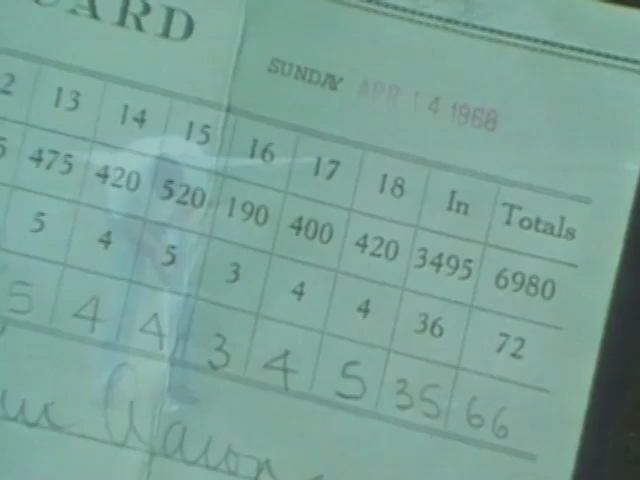 SUNDAY APR 14 1968
13 14 15 16 17 18 In Totals
475 420 520 190 400 420 3495 6980
5 4 5 3 4 4 36 72
5 4 4 3 4 5 35 66
Aaron